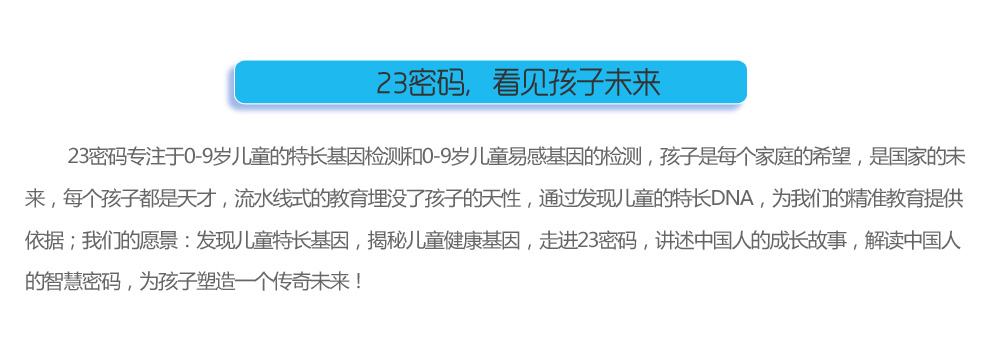 23密码，看见孩子未来
23密码专注于0-9岁儿童的特长基因检测和0-9岁儿童易感基因的检测，孩子是每个家庭的希望，是国家的未
来，每个孩子都是天才，流水线式的教育埋没了孩子的天性，通过发现儿童的特长DNA，为我们的精准教育提供
依据；我们的愿景：发现儿童特长基因，揭秘儿童健康基因，走进23密码，讲述中国人的成长故事，解读中国人
的智慧密码，为孩子塑造一个传奇未来！